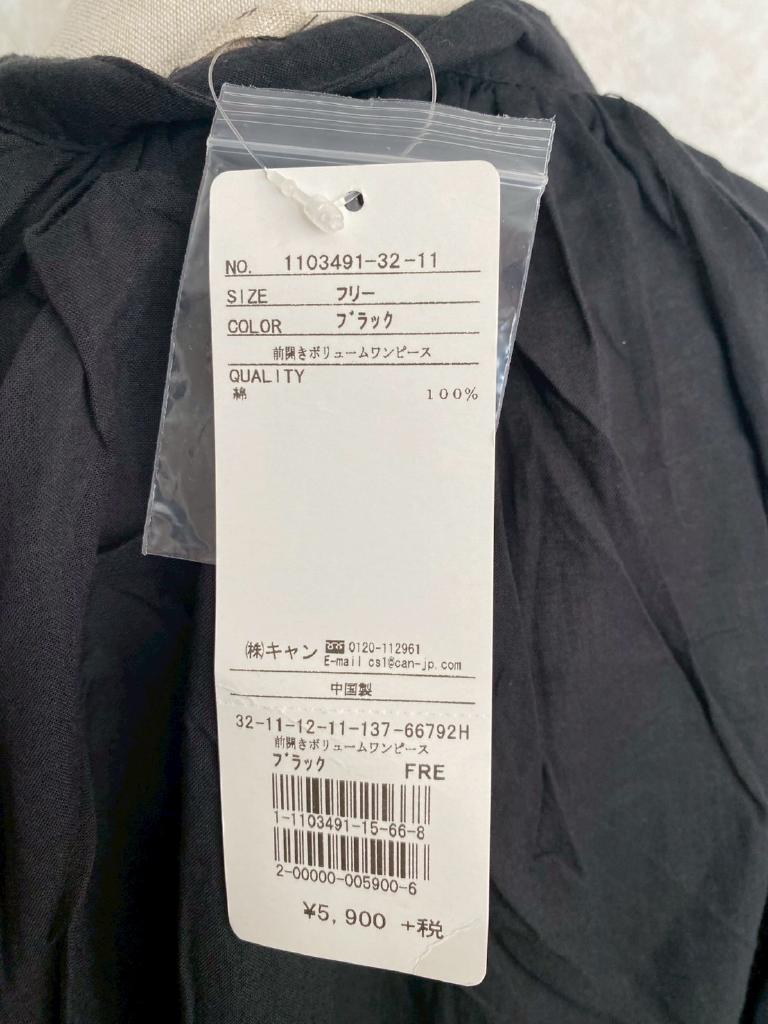 NO. 1103491-32-11
SIZE フリー
COLOR ブラック
前開きボリュームワンピース
QUALITY
綿 100%
(株)キャン 0120-112961
E-mail cs1@can-jp.com
中国製
32-11-12-11-137-66792H
前開きボリュームワンピース
ブラック FRE
1-1103491-15-66-8
2-00000-005900-6
¥5,900 +税